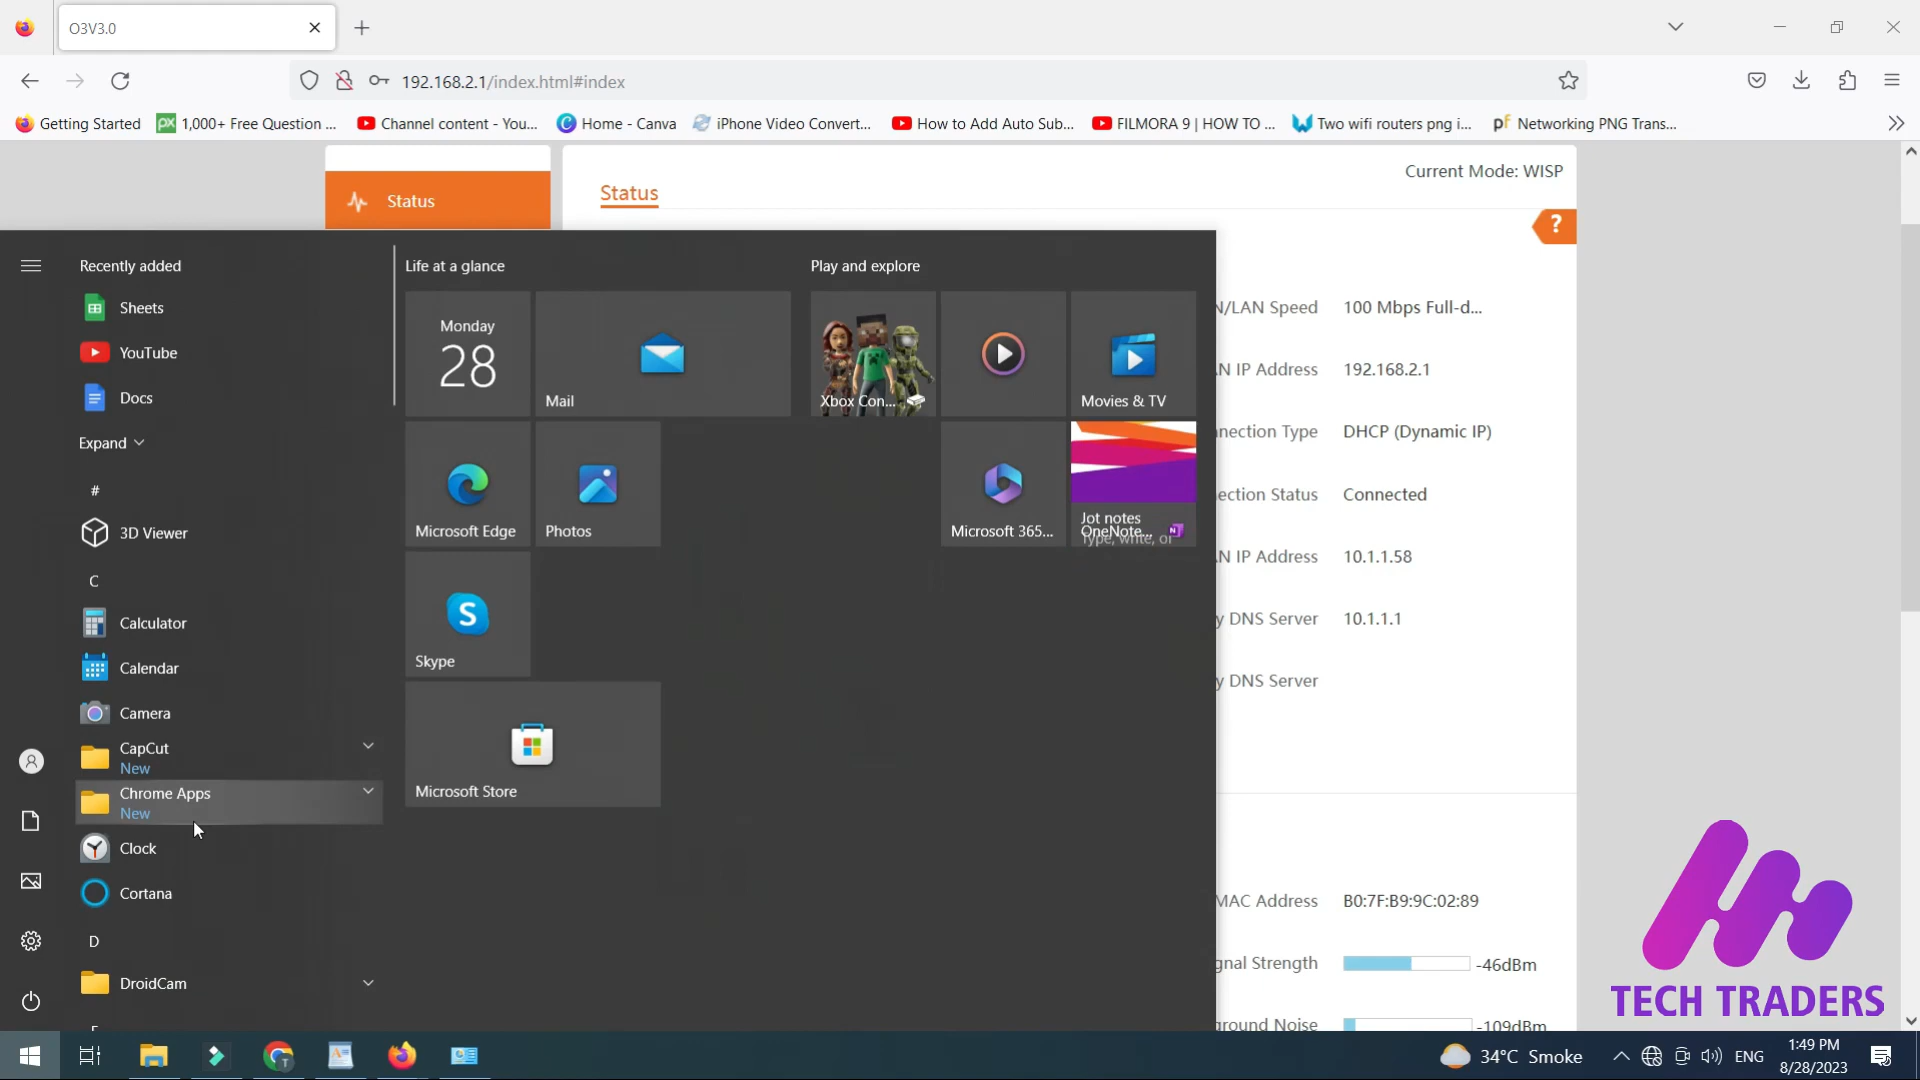 O3V3.0
192.168.2.1/index.html#index
Getting Started
1,000+ Free Question ...
Channel content - You...
Home - Canva
iPhone Video Convert...
How to Add Auto Sub...
FILMORA 9 | HOW TO ...
Two wifi routers png i...
Networking PNG Trans...
Current Mode: WISP
Status
Status
?
Recently added
Sheets
YouTube
Docs
Expand
#
3D Viewer
C
Calculator
Calendar
Camera
CapCut
New
Chrome Apps
New
Clock
Cortana
D
DroidCam
Life at a glance
Monday
28
Mail
Microsoft Edge
Photos
Skype
Microsoft Store
Play and explore
Xbox Con...
Movies & TV
Microsoft 365...
Jot notes
OneNote...
Type, write, or
N/LAN Speed 100 Mbps Full-d...
N IP Address 192.168.2.1
nnection Type DHCP (Dynamic IP)
ection Status Connected
N IP Address 10.1.1.58
y DNS Server 10.1.1.1
y DNS Server
MAC Address B0:7F:B9:9C:02:89
gnal Strength -46dBm
ground Noise -109dBm
TECH TRADERS
34°C Smoke
ENG
1:49 PM
8/28/2023